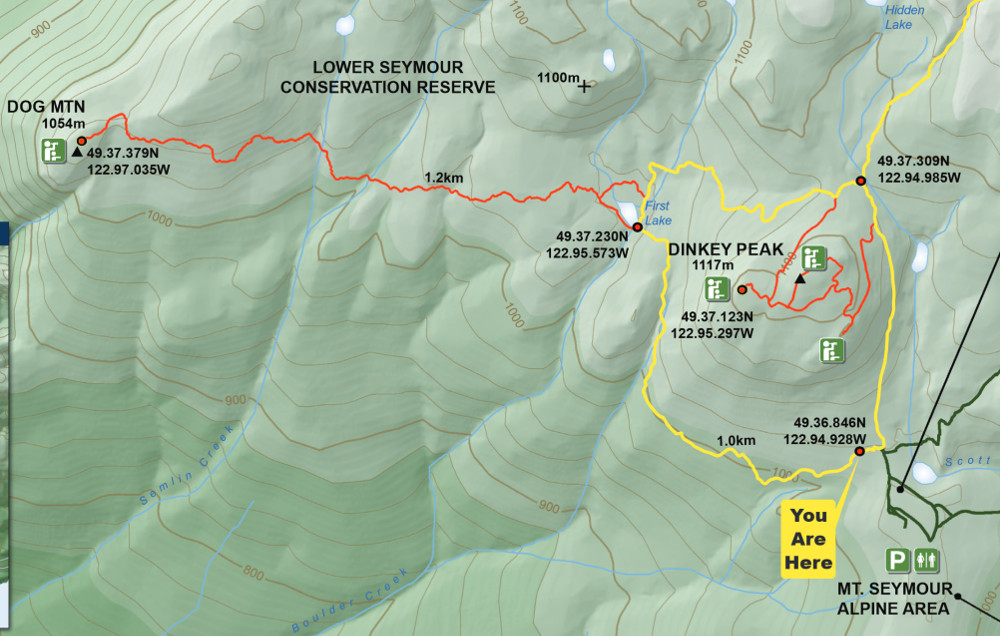 900
1100
1100
Hidden
Lake
LOWER SEYMOUR
CONSERVATION RESERVE
1100m
DOG MTN
1054m
49.37.379N
122.97.035W
1.2km
49.37.309N
122.94.985W
First
Lake
1000
49.37.230N
122.95.573W
DINKEY PEAK
1117m
1100
49.37.123N
122.95.297W
1000
900
49.36.846N
122.94.928W
1.0km
1000
Semlin Creek
Scott
900
You
Are
Here
800
P
Boulder Creek
MT. SEYMOUR
ALPINE AREA
1000